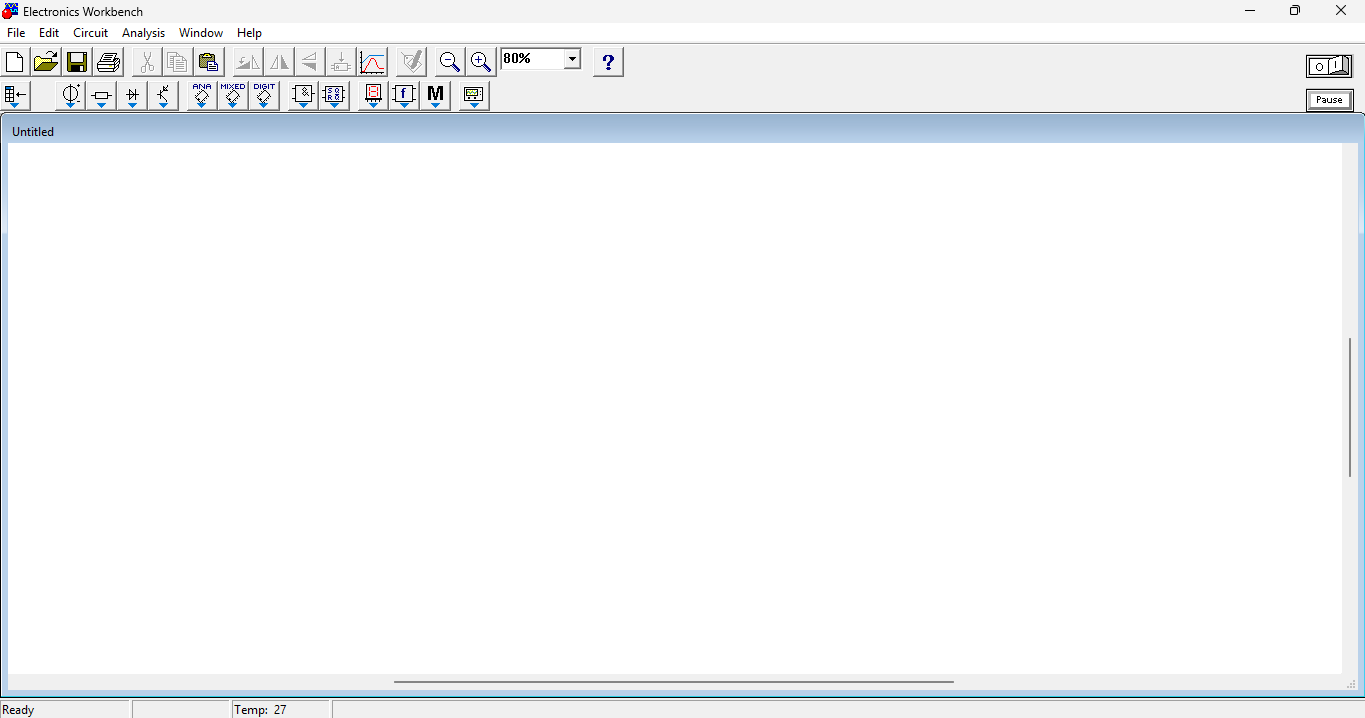 Electronics Workbench
File Edit Circuit Analysis Window Help
80% ?
ANA MIXED DIGIT f M
Pause
Untitled
Ready Temp: 27